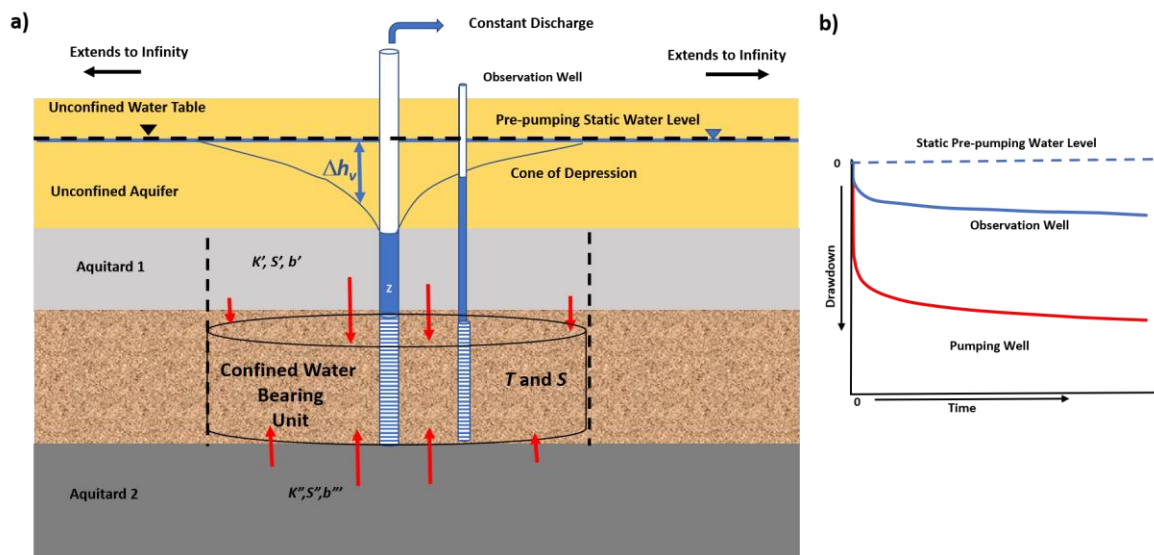 a)
Constant Discharge
b)
Extends to Infinity
Extends to Infinity
Observation Well
Unconfined Water Table
Pre-pumping Static Water Level
Δhᵥ
Cone of Depression
Unconfined Aquifer
Aquitard 1
K′, S′, b′
z
Confined Water
Bearing
Unit
T and S
Aquitard 2
K″,S″,b‴
Static Pre-pumping Water Level
0
Observation Well
Drawdown
Pumping Well
0
Time